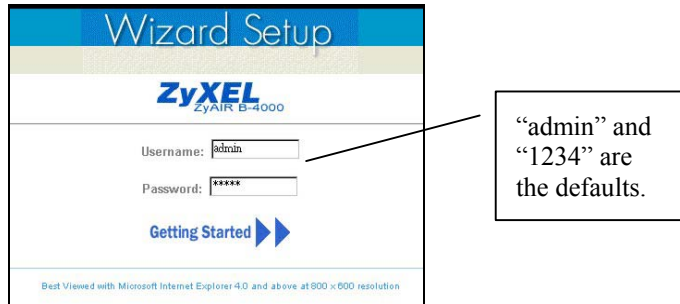 Wizard Setup
ZyXEL
ZyAIR B-4000
Username: admin
Password: *****
Getting Started
Best Viewed with Microsoft Internet Explorer 4.0 and above at 800 x 600 resolution
“admin” and
“1234” are
the defaults.